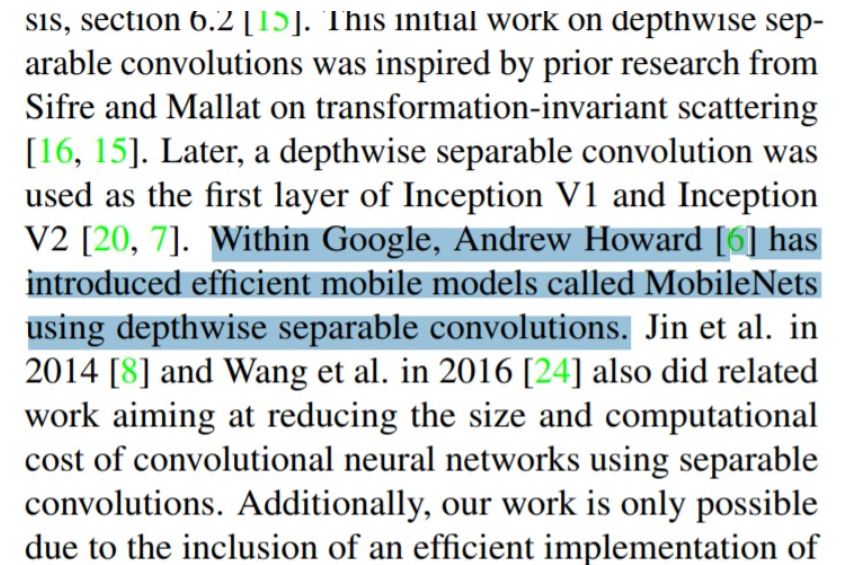 sis, section 6.2 [15]. This initial work on depthwise sep-
arable convolutions was inspired by prior research from
Sifre and Mallat on transformation-invariant scattering
[16, 15]. Later, a depthwise separable convolution was
used as the first layer of Inception V1 and Inception
V2 [20, 7]. Within Google, Andrew Howard [6] has
introduced efficient mobile models called MobileNets
using depthwise separable convolutions. Jin et al. in
2014 [8] and Wang et al. in 2016 [24] also did related
work aiming at reducing the size and computational
cost of convolutional neural networks using separable
convolutions. Additionally, our work is only possible
due to the inclusion of an efficient implementation of